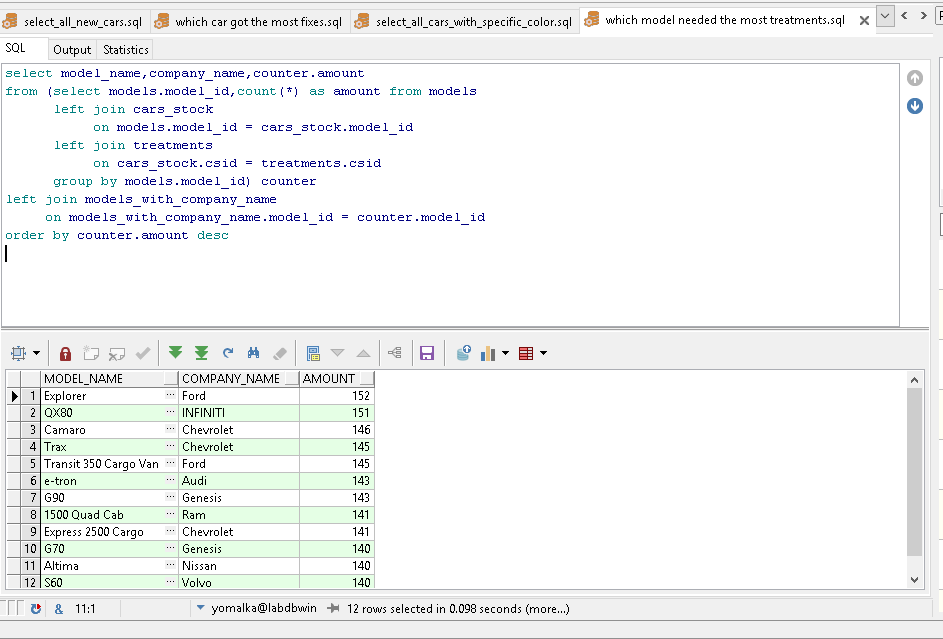 select_all_new_cars.sql which car got the most fixes.sql select_all_cars_with_specific_color.sql which model needed the most treatments.sql
SQL Output Statistics
select model_name,company_name,counter.amount
from (select models.model_id,count(*) as amount from models
left join cars_stock
on models.model_id = cars_stock.model_id
left join treatments
on cars_stock.csid = treatments.csid
group by models.model_id) counter
left join models_with_company_name
on models_with_company_name.model_id = counter.model_id
order by counter.amount desc
MODEL_NAME COMPANY_NAME AMOUNT
1 Explorer ... Ford 152
2 QX80 ... INFINITI 151
3 Camaro ... Chevrolet 146
4 Trax ... Chevrolet 145
5 Transit 350 Cargo Van ... Ford 145
6 e-tron ... Audi 143
7 G90 ... Genesis 143
8 1500 Quad Cab ... Ram 141
9 Express 2500 Cargo ... Chevrolet 141
10 G70 ... Genesis 140
11 Altima ... Nissan 140
12 S60 ... Volvo 140
& 11:1 yomalka@labdbwin 12 rows selected in 0.098 seconds (more...)